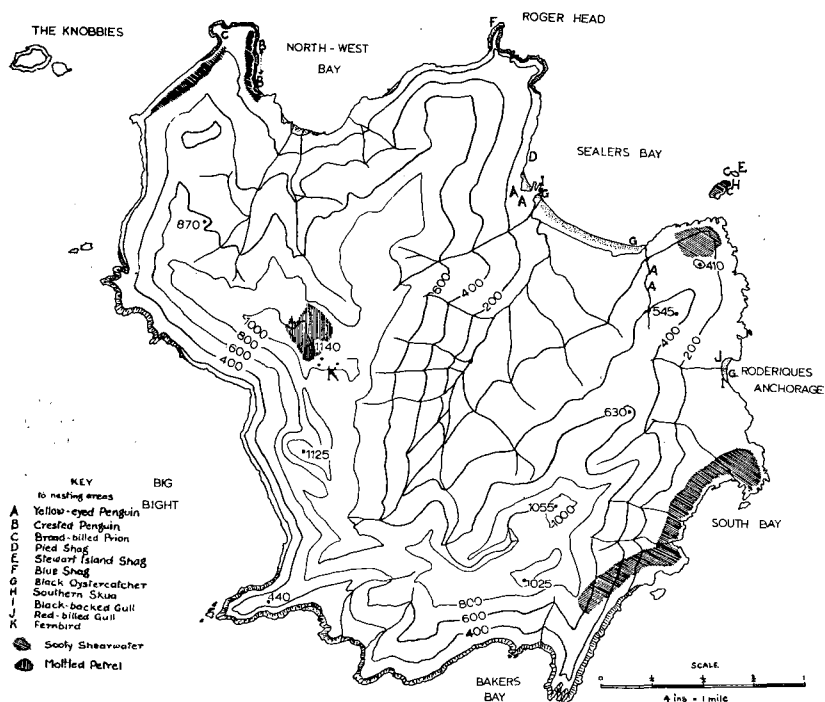 THE KNOBBIES
NORTH-WEST
BAY
ROGER HEAD
SEALERS BAY
C
B
B
F
D
A
A
I
G
G
C
E
H
C
A
A
410
545
870
600
400
200
400
200
1000
800
600
400
1140
K
J
G
RODERIQUES
ANCHORAGE
630
1125
BIG
BIGHT
1055
1000
SOUTH BAY
1025
440
800
600
400
BAKERS
BAY
KEY
to nesting areas
A Yellow-eyed Penguin
B Crested Penguin
C Broad-billed Prion
D Pied Shag
E Stewart Island Shag
F Blue Shag
G Black Oystercatcher
H Southern Skua
I Black-backed Gull
J Red-billed Gull
K Fernbird
Sooty Shearwater
Mottled Petrel
SCALE
0
1
4 ins = 1 mile